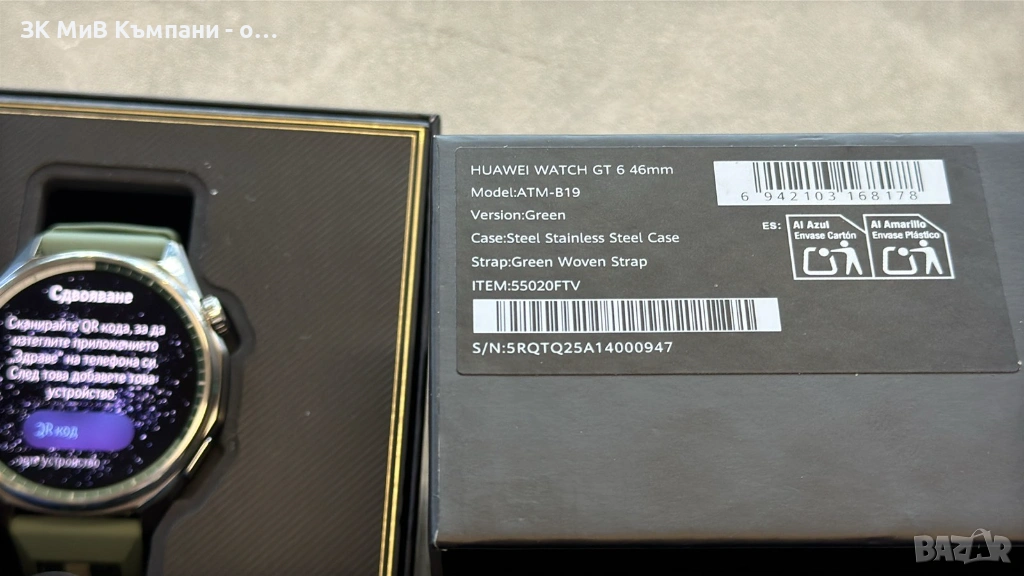 ЗК МиВ Къмпани - о...
HUAWEI WATCH GT 6 46mm
Model:ATM-B19
Version:Green
Case:Steel Stainless Steel Case
Strap:Green Woven Strap
ITEM:55020FTV
S/N:5RQTQ25A14000947
6 942103 168178
ES:
Al Azul
Envase Cartón
Al Amarillo
Envase Plástico
Сдвояване
Сканирайте QR кода, за да
изтеглите приложението
"Здраве" на телефона си.
След това добавете това
устройство.
QR-код
устройство
BAZAR